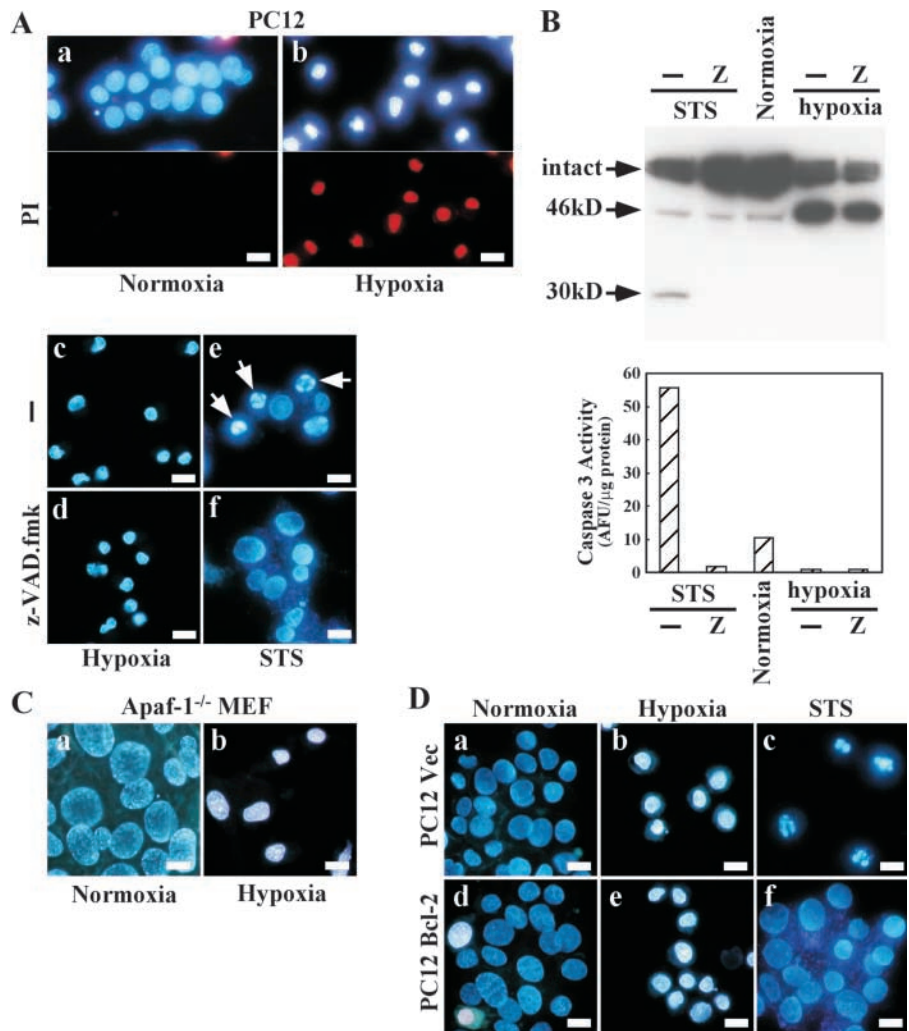 A
PC12
a
b
PI
Normoxia
Hypoxia
c
e
–
d
f
z-VAD.fmk
Hypoxia
STS
B
– Z Normoxia – Z
STS hypoxia
intact
46kD
30kD
Caspase 3 Activity
(AFU/μg protein)
60
50
40
30
20
10
0
STS Normoxia hypoxia
– Z – Z
C
Apaf-1-/- MEF
a
b
Normoxia
Hypoxia
D
Normoxia Hypoxia STS
PC12 Vec
a
b
c
PC12 Bcl-2
d
e
f